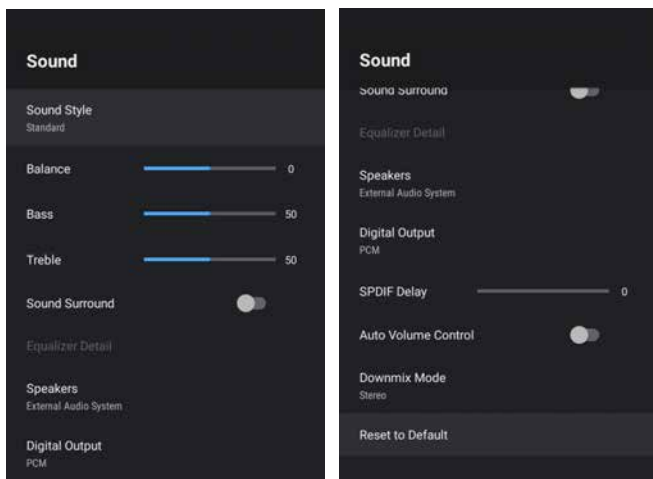 Sound
Sound Style
Standard
Balance 0
Bass 50
Treble 50
Sound Surround
Equalizer Detail
Speakers
External Audio System
Digital Output
PCM
Sound
Sound Surround
Equalizer Detail
Speakers
External Audio System
Digital Output
PCM
SPDIF Delay 0
Auto Volume Control
Downmix Mode
Stereo
Reset to Default